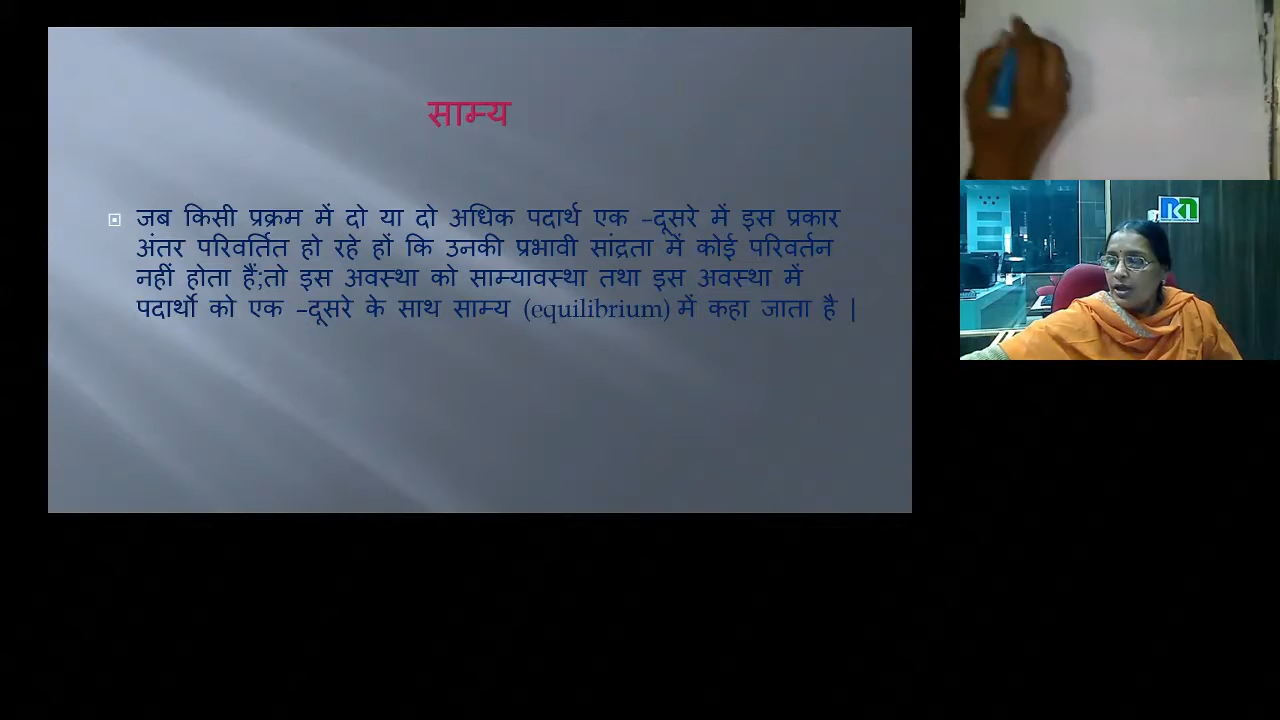 साम्य
जब किसी प्रक्रम में दो या दो अधिक पदार्थ एक –दूसरे में इस प्रकार
अंतर परिवर्तित हो रहे हों कि उनकी प्रभावी सांद्रता में कोई परिवर्तन
नहीं होता हैं;तो इस अवस्था को साम्यावस्था तथा इस अवस्था में
पदार्थो को एक –दूसरे के साथ साम्य (equilibrium) में कहा जाता है |